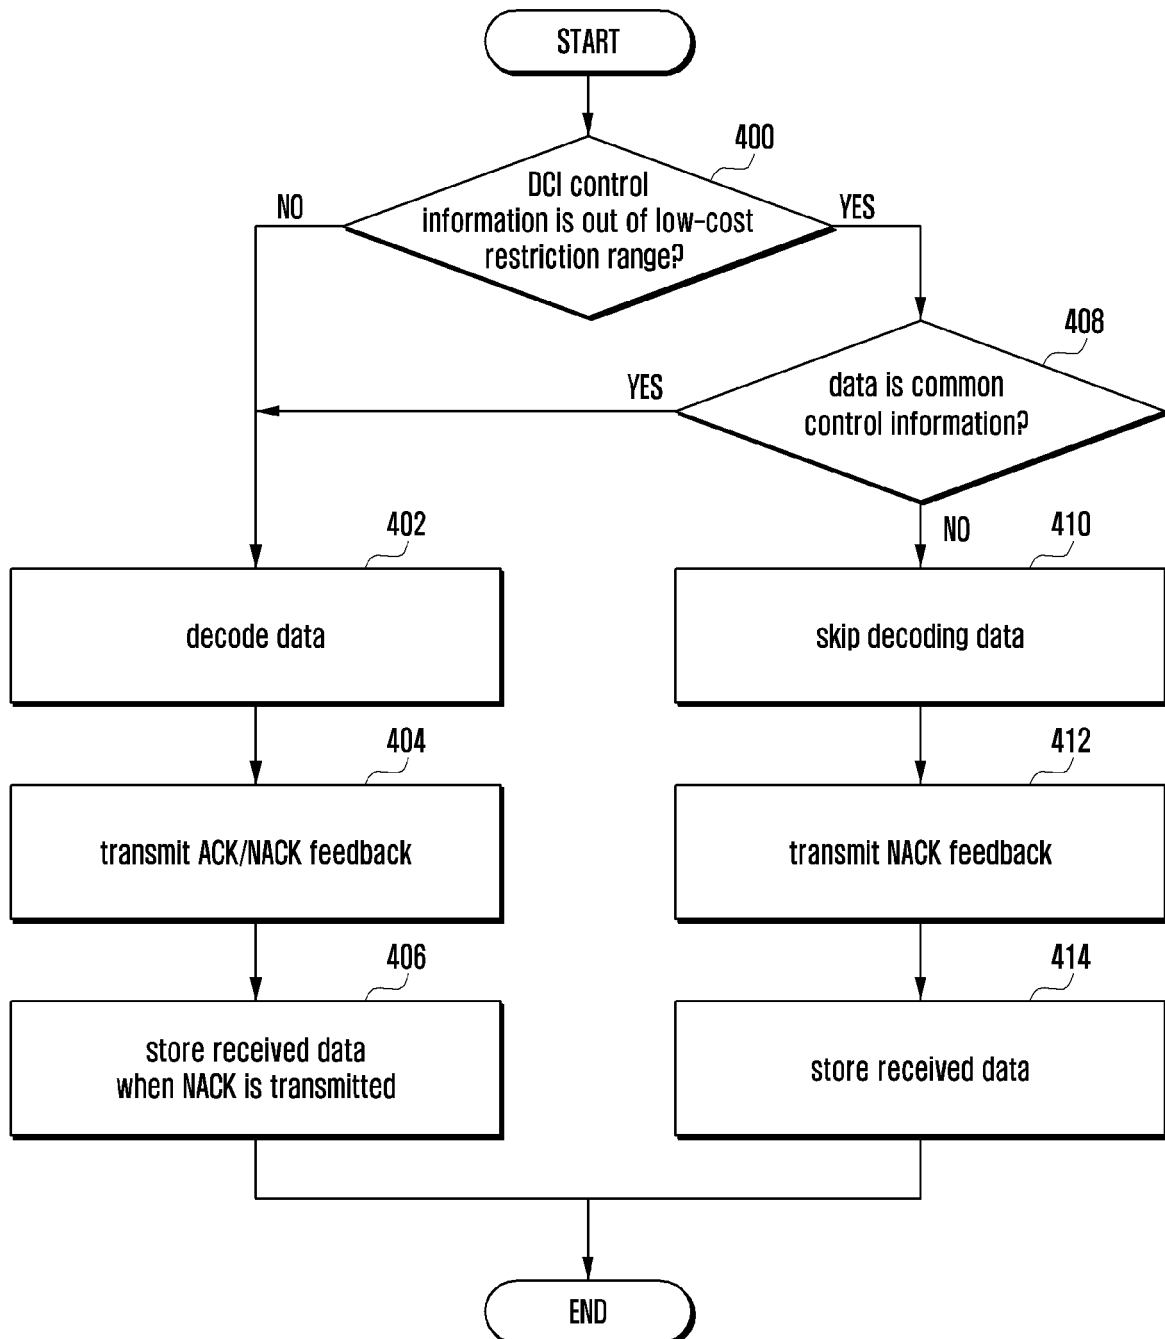 START
400
DCI control
information is out of low-cost
restriction range?
NO
YES
408
data is common
control information?
YES
NO
402
decode data
410
skip decoding data
404
transmit ACK/NACK feedback
412
transmit NACK feedback
406
store received data
when NACK is transmitted
414
store received data
END